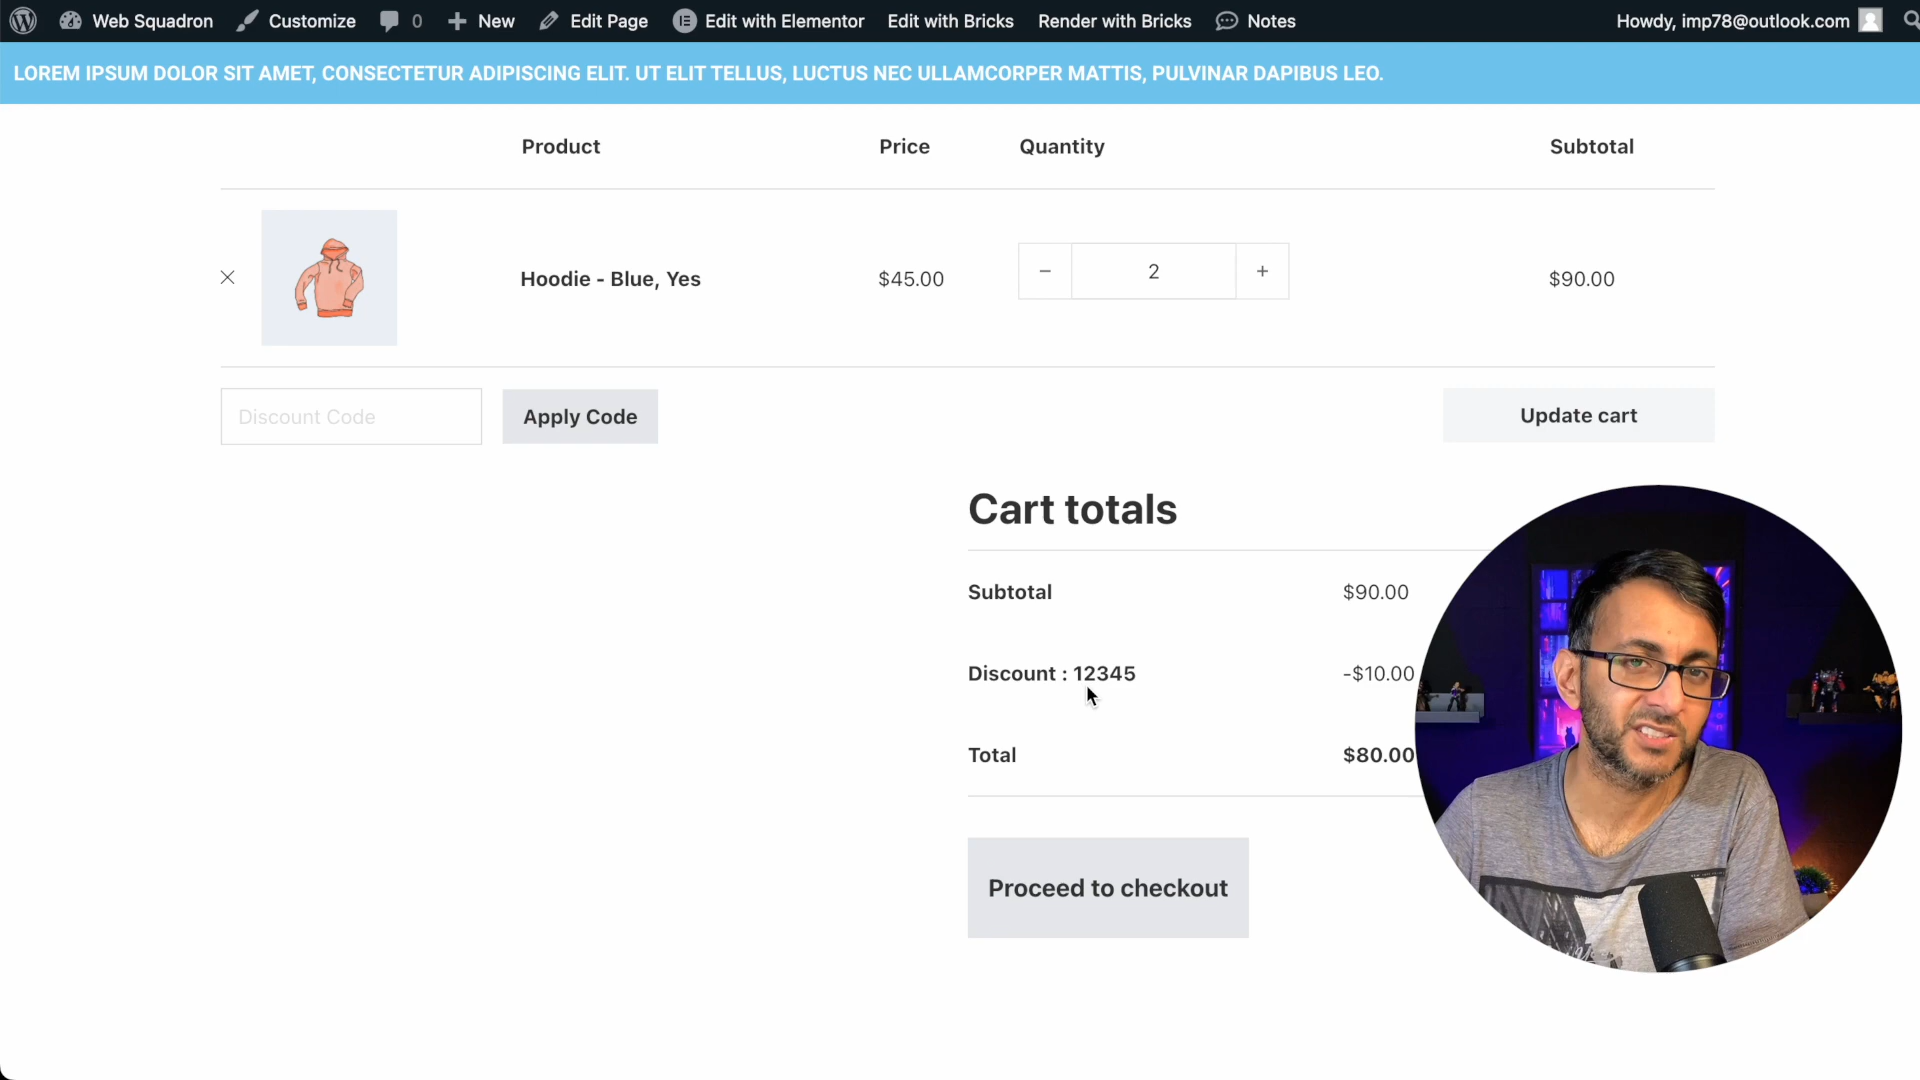 Web Squadron Customize 0 New Edit Page Edit with Elementor Edit with Bricks Render with Bricks Notes Howdy, imp78@outlook.com
LOREM IPSUM DOLOR SIT AMET, CONSECTETUR ADIPISCING ELIT. UT ELIT TELLUS, LUCTUS NEC ULLAMCORPER MATTIS, PULVINAR DAPIBUS LEO.
Product Price Quantity Subtotal
× Hoodie - Blue, Yes $45.00 − 2 + $90.00
Discount Code Apply Code Update cart
Cart totals
Subtotal $90.00
Discount : 12345 -$10.00
Total $80.00
Proceed to checkout